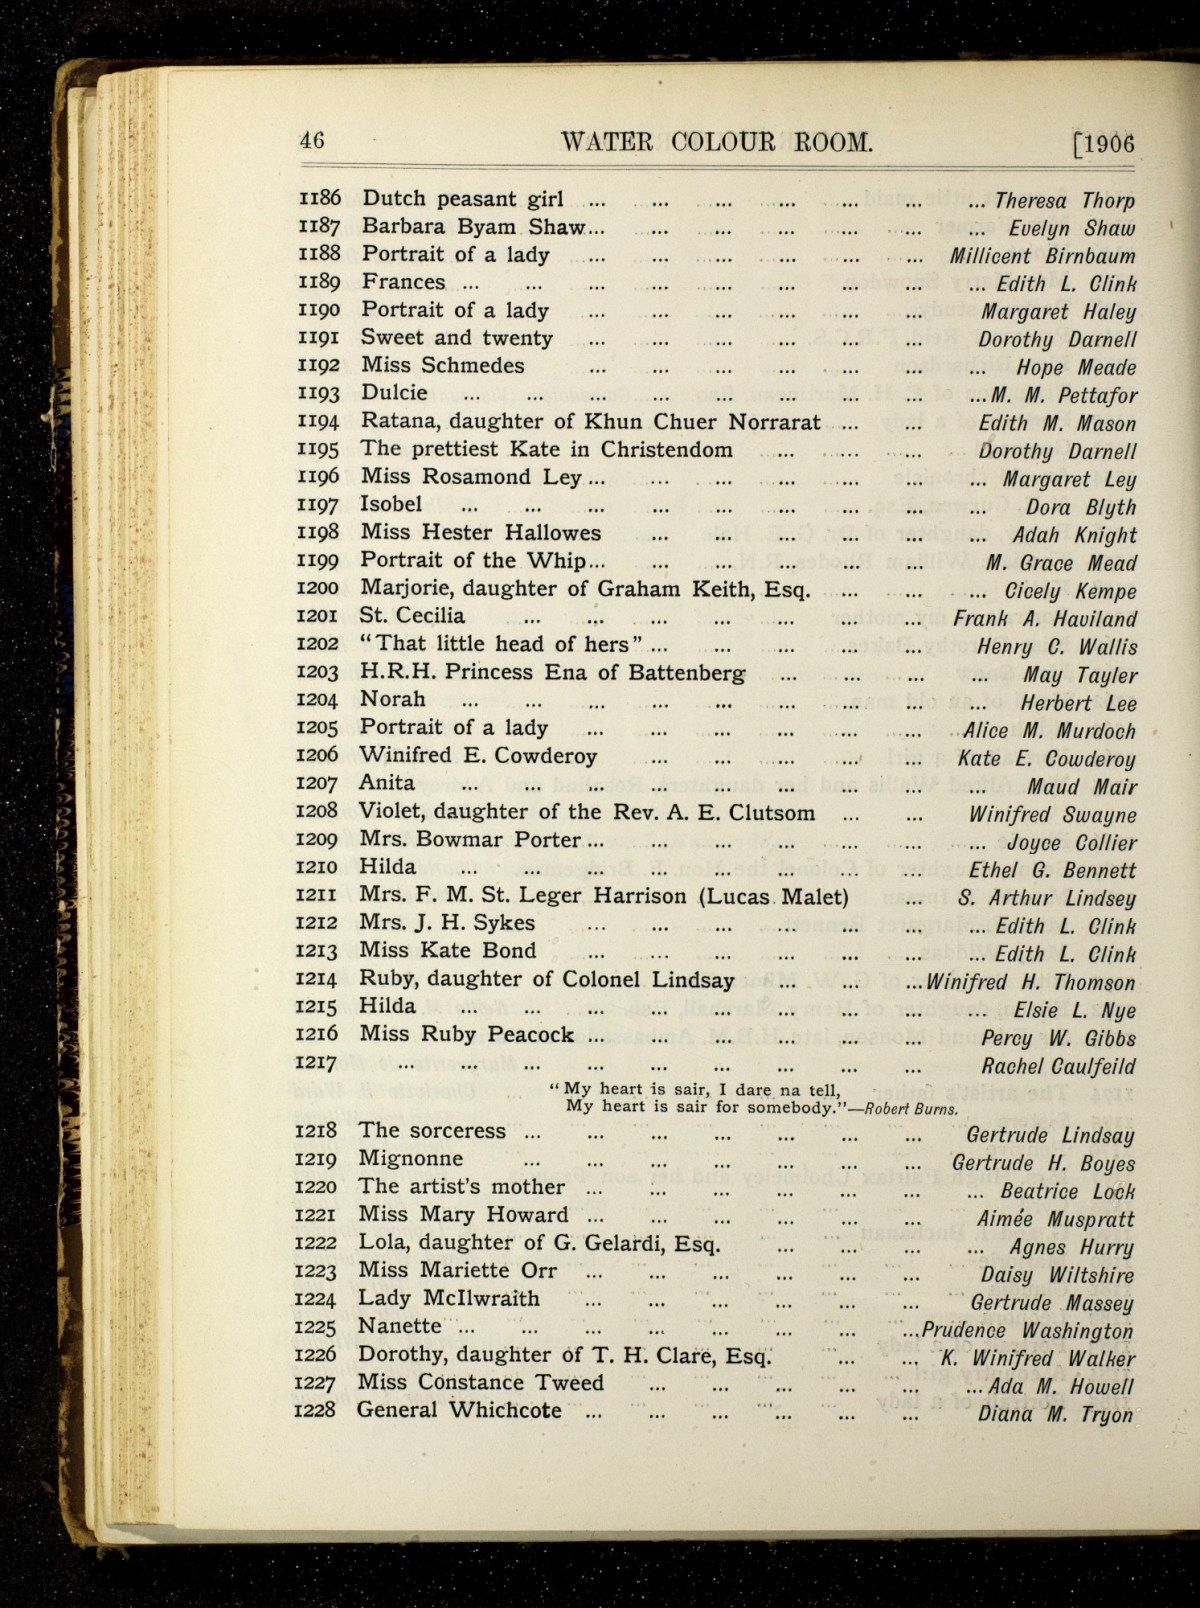 46 WATER COLOUR ROOM. [1906
1186 Dutch peasant girl ... ... ... ... ... ... ... Theresa Thorp
1187 Barbara Byam Shaw... ... ... ... ... ... ... Evelyn Shaw
1188 Portrait of a lady ... ... ... ... ... ... Millicent Birnbaum
1189 Frances ... ... ... ... ... ... ... ... ... Edith L. Clink
1190 Portrait of a lady ... ... ... ... ... ... Margaret Haley
1191 Sweet and twenty ... ... ... ... ... ... Dorothy Darnell
1192 Miss Schmedes ... ... ... ... ... ... ... Hope Meade
1193 Dulcie ... ... ... ... ... ... ... ... ... M. M. Pettafor
1194 Ratana, daughter of Khun Chuer Norrarat ... ... Edith M. Mason
1195 The prettiest Kate in Christendom ... ... ... Dorothy Darnell
1196 Miss Rosamond Ley ... ... ... ... ... ... ... Margaret Ley
1197 Isobel ... ... ... ... ... ... ... ... ... Dora Blyth
1198 Miss Hester Hallowes ... ... ... ... ... ... Adah Knight
1199 Portrait of the Whip... ... ... ... ... ... M. Grace Mead
1200 Marjorie, daughter of Graham Keith, Esq. ... ... ... Cicely Kempe
1201 St. Cecilia ... ... ... ... ... ... ... Frank A. Haviland
1202 “That little head of hers” ... ... ... ... ... Henry C. Wallis
1203 H.R.H. Princess Ena of Battenberg ... ... ... ... May Tayler
1204 Norah ... ... ... ... ... ... ... ... ... Herbert Lee
1205 Portrait of a lady ... ... ... ... ... ... ... Alice M. Murdoch
1206 Winifred E. Cowderoy ... ... ... ... ... Kate E. Cowderoy
1207 Anita ... ... ... ... ... ... ... ... ... Maud Mair
1208 Violet, daughter of the Rev. A. E. Clutsom ... ... Winifred Swayne
1209 Mrs. Bowmar Porter ... ... ... ... ... ... ... Joyce Collier
1210 Hilda ... ... ... ... ... ... ... ... Ethel G. Bennett
1211 Mrs. F. M. St. Leger Harrison (Lucas Malet) ... S. Arthur Lindsey
1212 Mrs. J. H. Sykes ... ... ... ... ... ... ... Edith L. Clink
1213 Miss Kate Bond ... ... ... ... ... ... ... Edith L. Clink
1214 Ruby, daughter of Colonel Lindsay ... ... ... Winifred H. Thomson
1215 Hilda ... ... ... ... ... ... ... ... ... Elsie L. Nye
1216 Miss Ruby Peacock ... ... ... ... ... ... Percy W. Gibbs
1217 ... ... ... ... ... ... ... ... ... Rachel Caulfeild
“My heart is sair, I dare na tell,
My heart is sair for somebody.”—Robert Burns.
1218 The sorceress ... ... ... ... ... ... ... Gertrude Lindsay
1219 Mignonne ... ... ... ... ... ... ... Gertrude H. Boyes
1220 The artist's mother ... ... ... ... ... ... ... Beatrice Lock
1221 Miss Mary Howard ... ... ... ... ... ... Aimée Muspratt
1222 Lola, daughter of G. Gelardi, Esq. ... ... ... ... Agnes Hurry
1223 Miss Mariette Orr ... ... ... ... ... ... Daisy Wiltshire
1224 Lady McIlwraith ... ... ... ... ... ... Gertrude Massey
1225 Nanette ... ... ... ... ... ... ... ... ... Prudence Washington
1226 Dorothy, daughter of T. H. Clare, Esq. ... ... K. Winifred Walker
1227 Miss Constance Tweed ... ... ... ... ... ... Ada M. Howell
1228 General Whichcote ... ... ... ... ... ... Diana M. Tryon